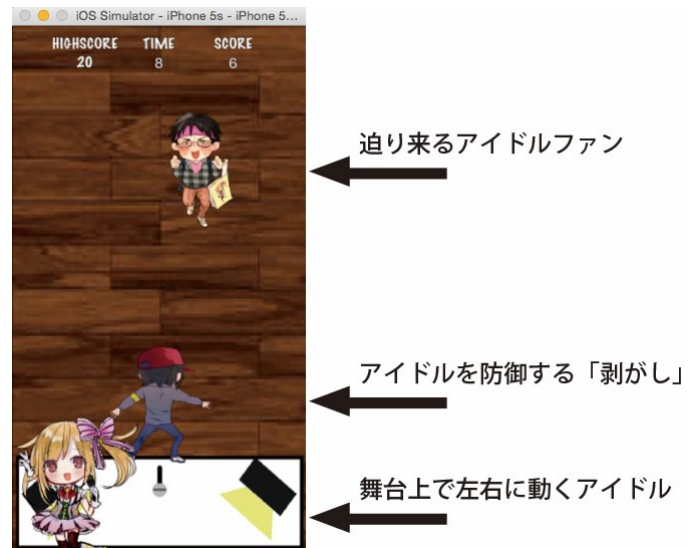 iOS Simulator - iPhone 5s - iPhone 5...
HIGHSCORE TIME SCORE
20 8 6
迫り来るアイドルファン
アイドルを防御する「剥がし」
舞台上で左右に動くアイドル